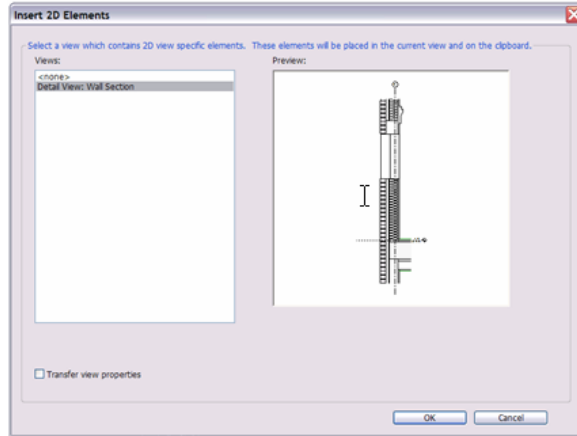 Insert 2D Elements
Select a view which contains 2D view specific elements. These elements will be placed in the current view and on the clipboard.
Views:
Preview:
<none>
Detail View: Wall Section
Transfer view properties
OK
Cancel